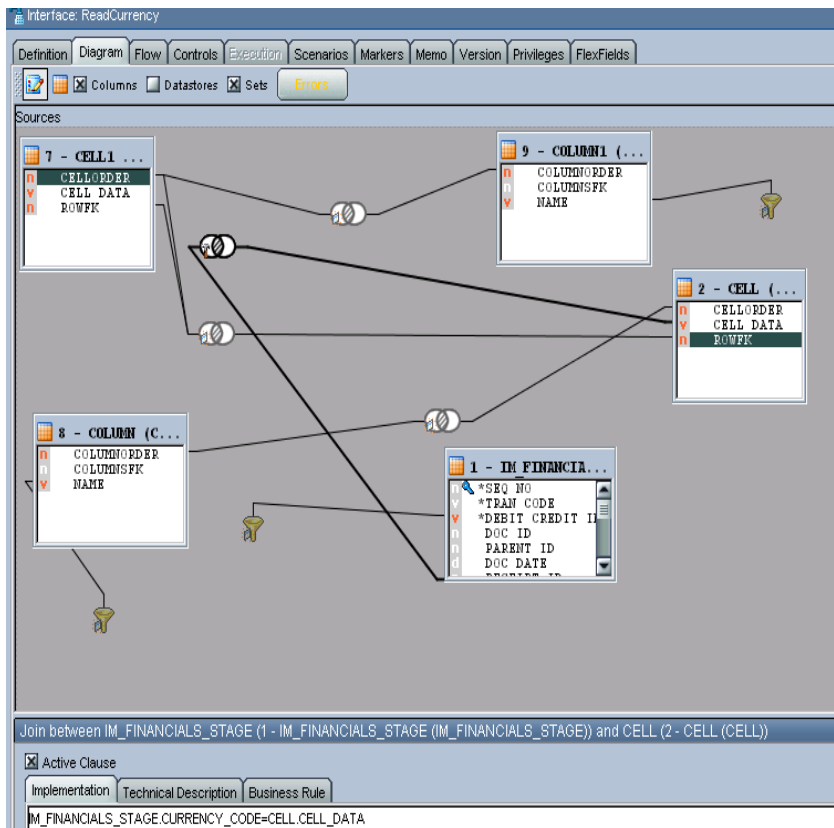 Interface: ReadCurrency
Definition Diagram Flow Controls Execution Scenarios Markers Memo Version Privileges FlexFields
Columns Datastores Sets Errors
Sources
7 - CELL1 ...
n CELLORDER
v CELL DATA
n ROWFK
9 - COLUMN1 (...
n COLUMNORDER
n COLUMNSFK
v NAME
2 - CELL (...
n CELLORDER
v CELL DATA
n ROWFK
8 - COLUMN (C...
n COLUMNORDER
n COLUMNSFK
v NAME
1 - IM_FINANCIA...
n *SEQ NO
v *TRAN CODE
v *DEBIT CREDIT I
n DOC ID
n PARENT ID
d DOC DATE
Join between IM_FINANCIALS_STAGE (1 - IM_FINANCIALS_STAGE (IM_FINANCIALS_STAGE)) and CELL (2 - CELL (CELL))
Active Clause
Implementation Technical Description Business Rule
IM_FINANCIALS_STAGE.CURRENCY_CODE=CELL.CELL_DATA